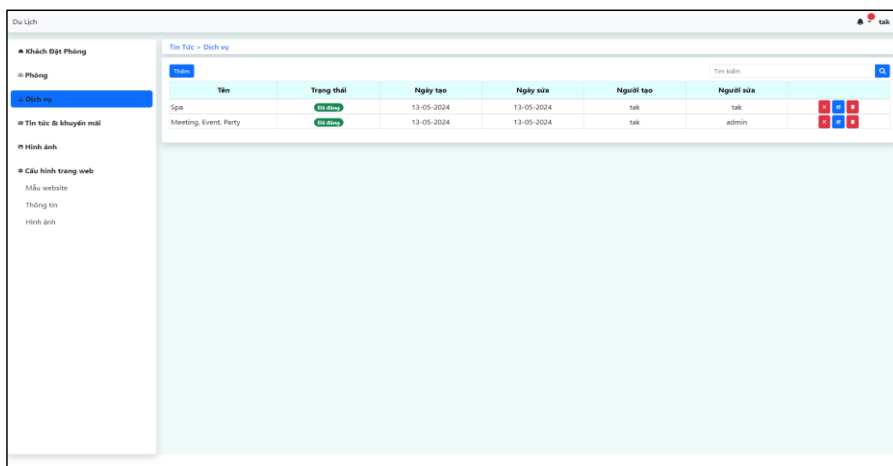 Du Lịch
tak
Khách Đặt Phòng
Phòng
Dịch vụ
Tin tức & khuyến mãi
Hình ảnh
Cấu hình trang web
Mẫu website
Thông tin
Hình ảnh
Tin Tức > Dịch vụ
Thêm
Tìm kiếm
Tên Trạng thái Ngày tạo Ngày sửa Người tạo Người sửa
Spa Đã đăng 13-05-2024 13-05-2024 tak tak
Meeting, Event, Party Đã đăng 13-05-2024 13-05-2024 tak admin